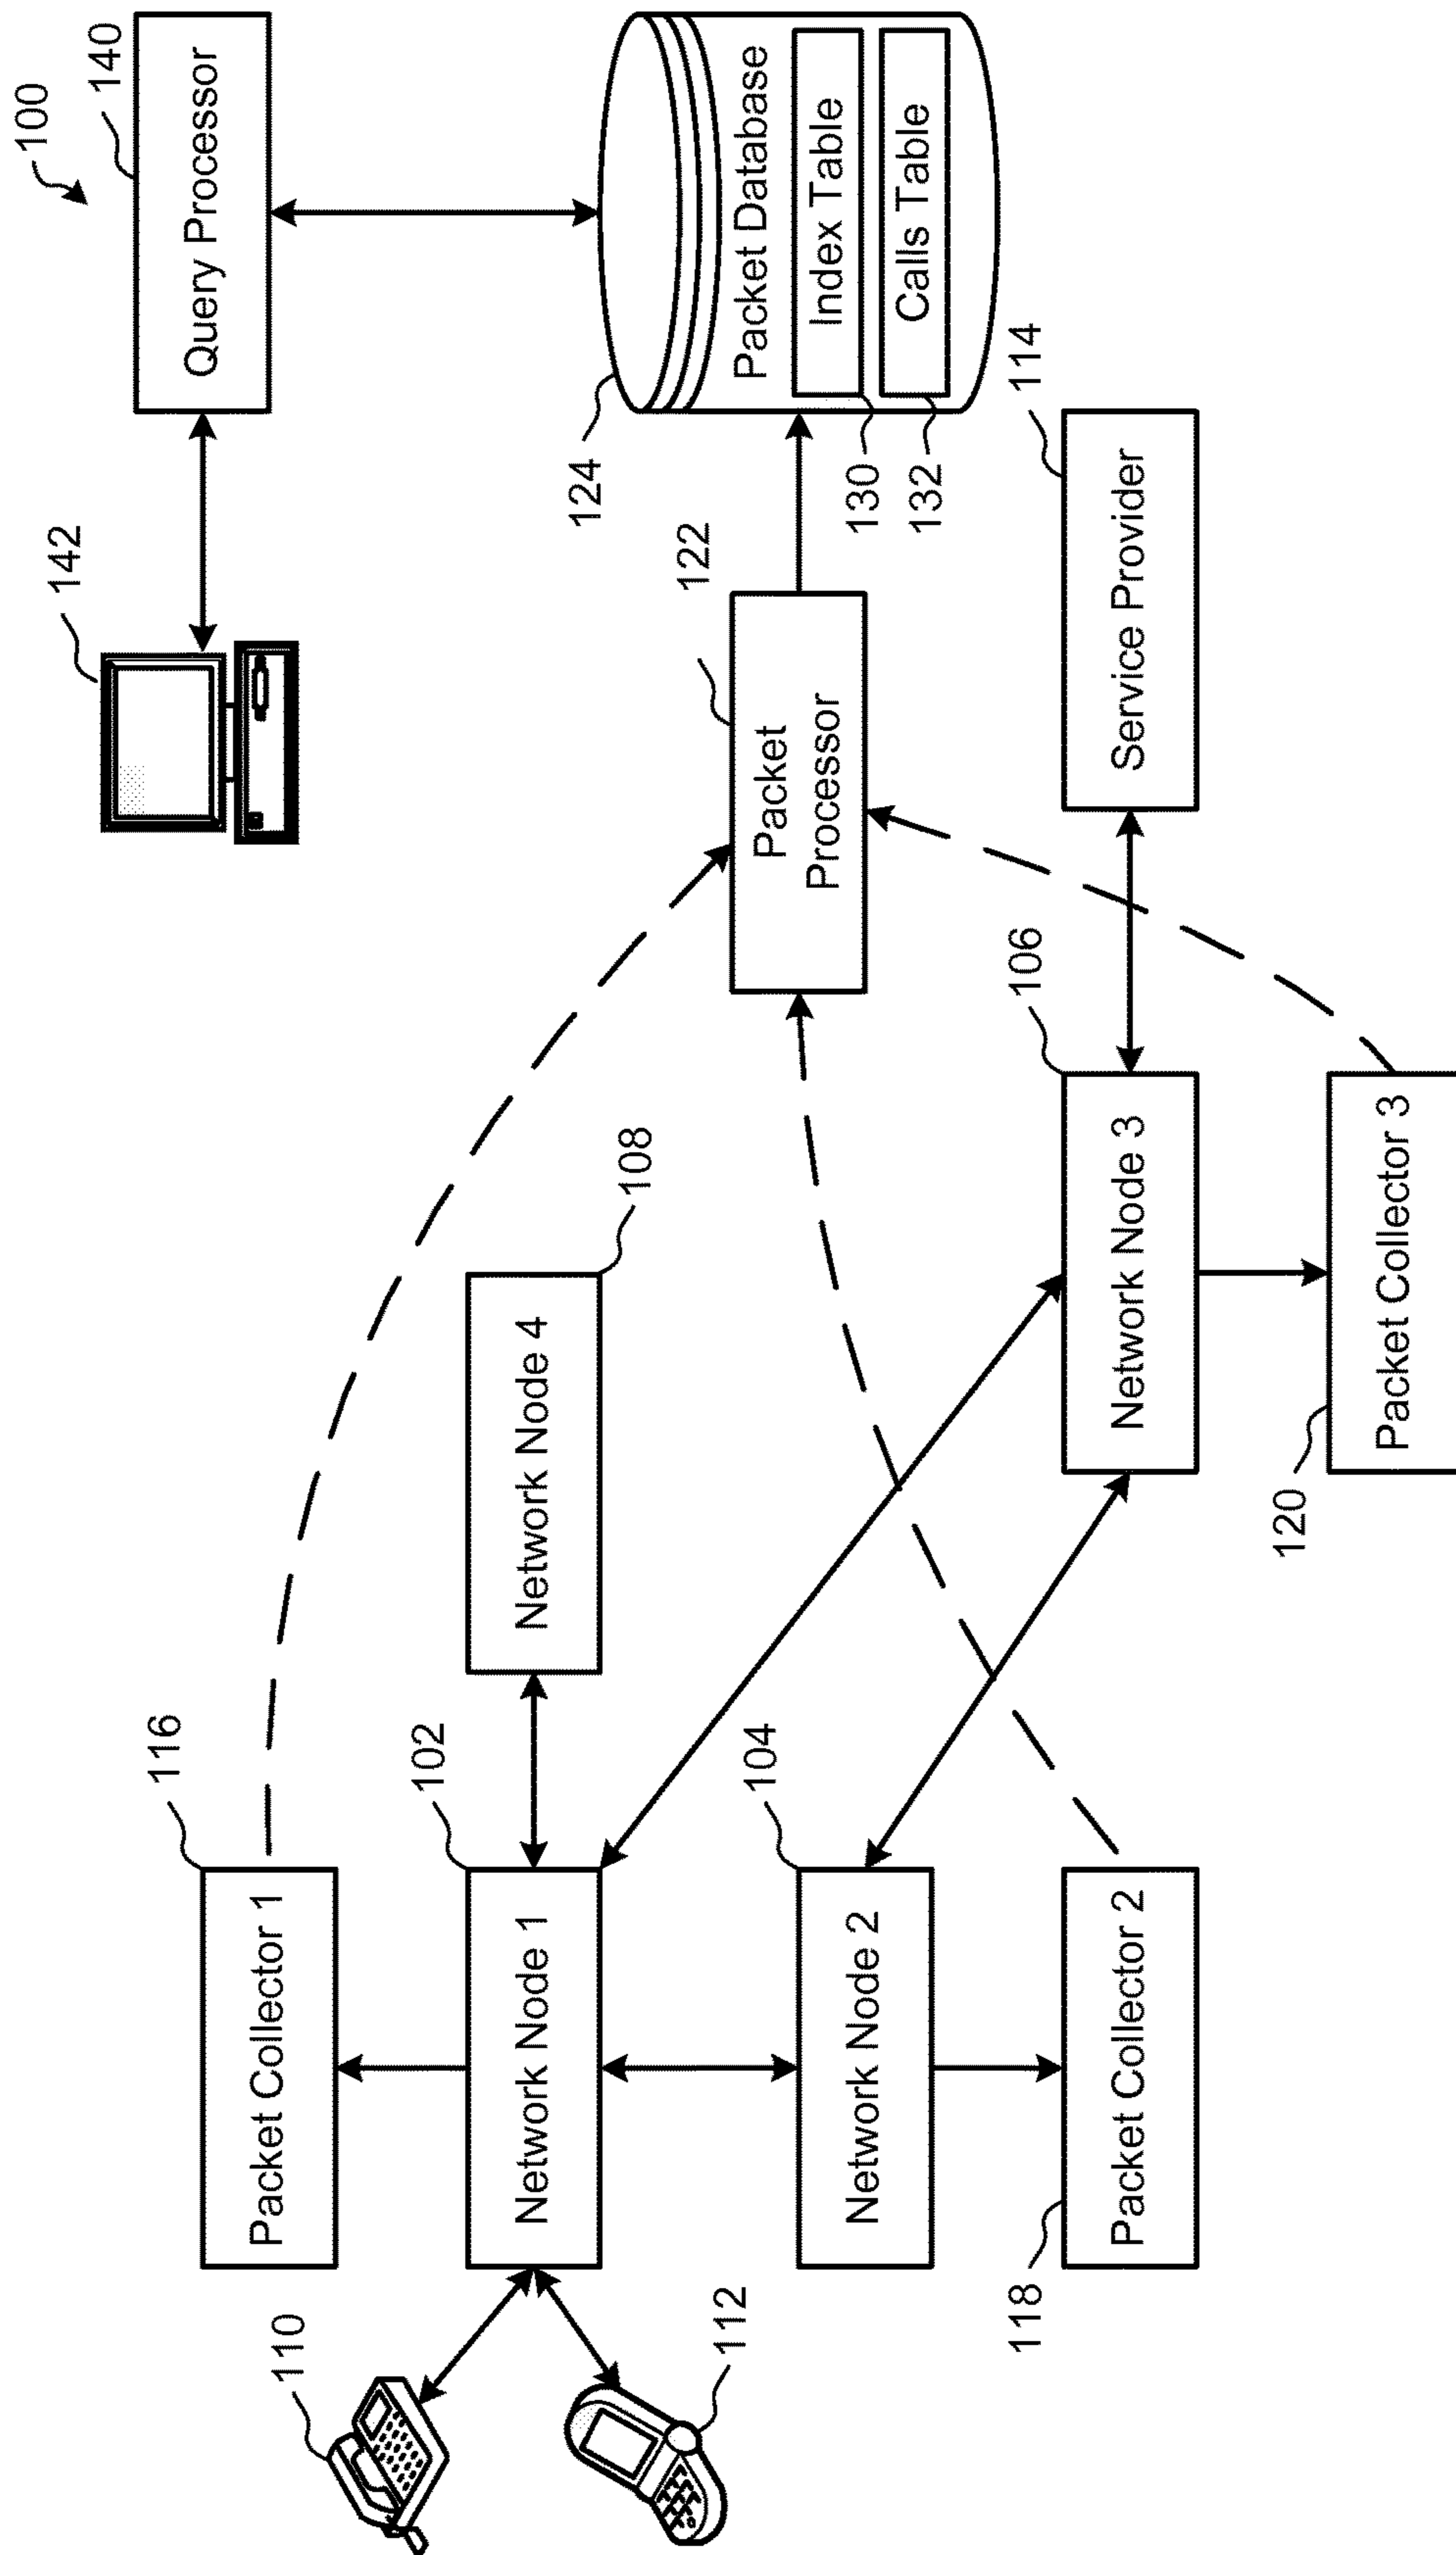 100
140
Query Processor
142
124
Packet Database
Index Table
Calls Table
130
132
122
Packet
Processor
114
Service Provider
116
Packet Collector 1
102
Network Node 1
Network Node 4
108
110
112
104
Network Node 2
106
Network Node 3
118
Packet Collector 2
120
Packet Collector 3